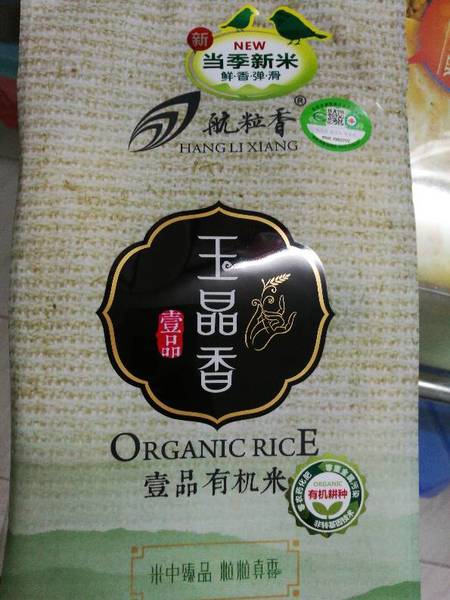 新
NEW
当季新米
鲜·香·弹·滑
航粒香®
HANG LI XIANG
玉晶香
壹品
ORGANIC RICE
壹品有机米
ORGANIC
有机耕种
米中臻品 粒粒真香